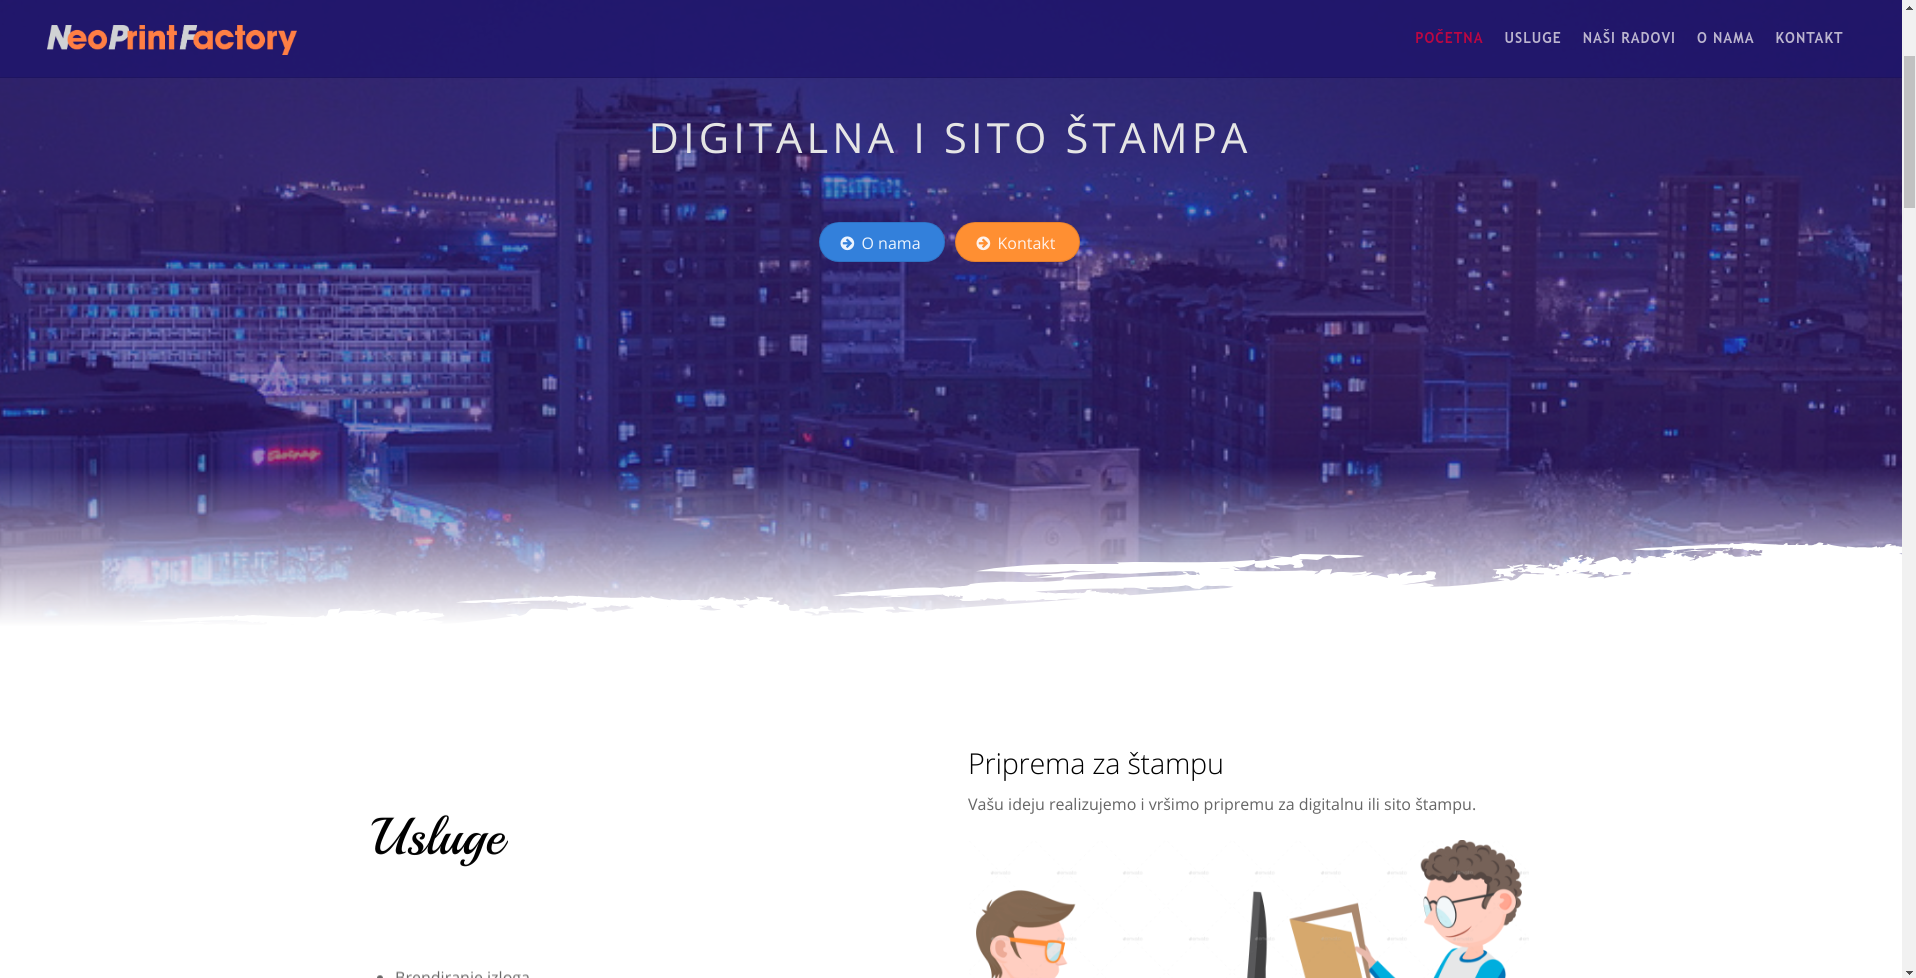 NeoPrintFactory
POČETNA USLUGE NAŠI RADOVI O NAMA KONTAKT
DIGITALNA I SITO ŠTAMPA
O nama Kontakt
Usluge
Brendiranje izloga
Priprema za štampu
Vašu ideju realizujemo i vršimo pripremu za digitalnu ili sito štampu.